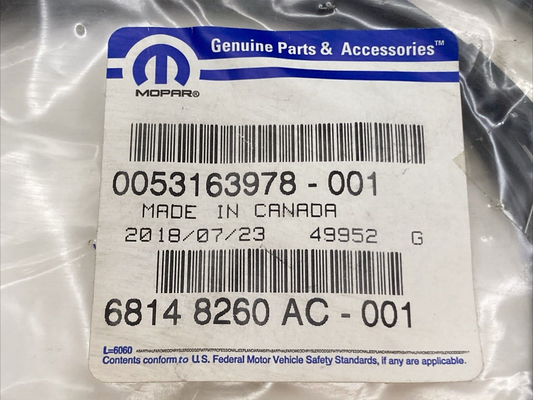 Genuine Parts & Accessories™
MOPAR®
0053163978 - 001
MADE IN CANADA
2018/07/23 49952 G
6814 8260 AC - 001
L=6060
Contents conform to U.S. Federal Motor Vehicle Safety Standards, if any are applicable.